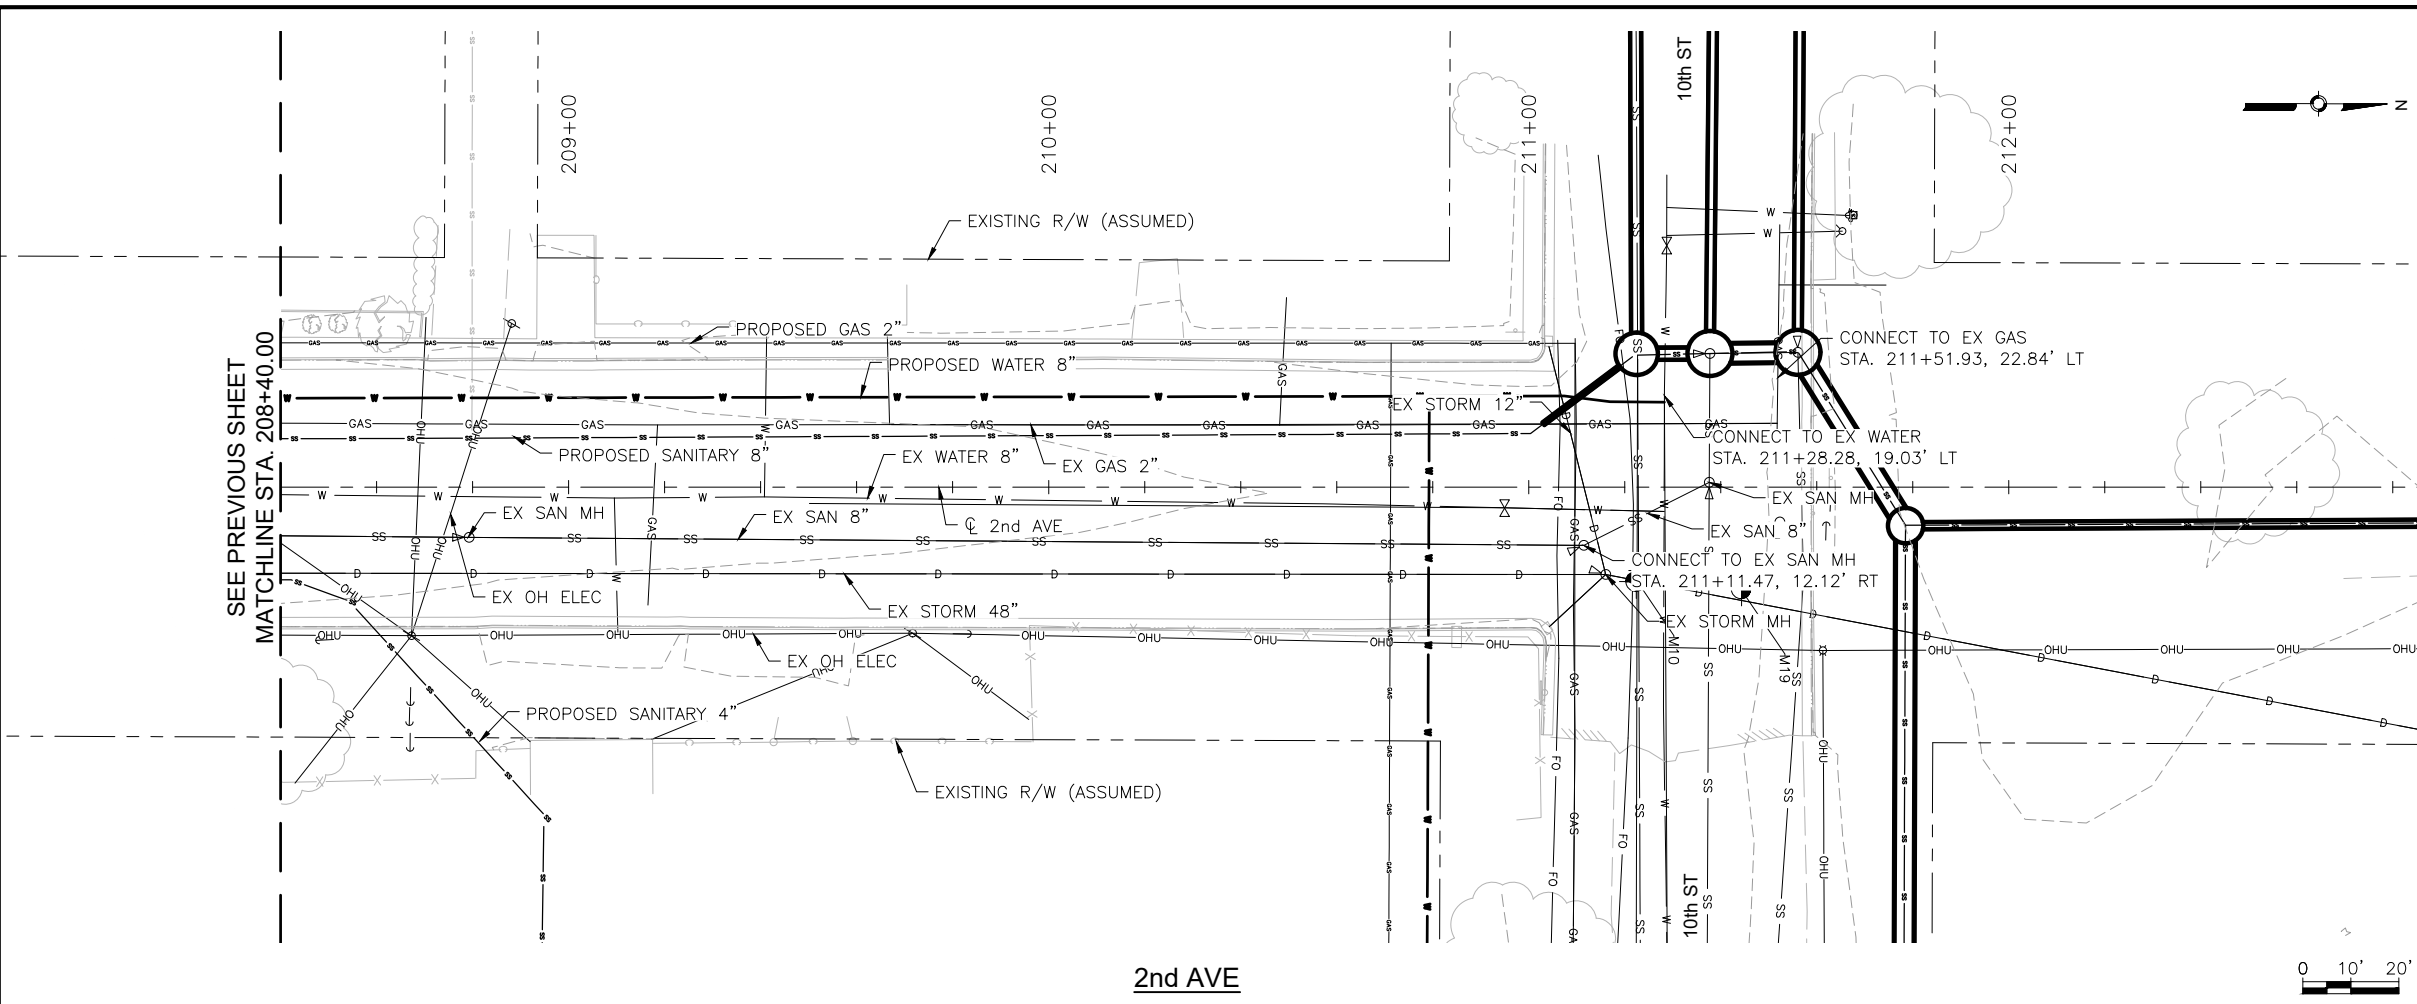 10th ST
209+00
210+00
211+00
212+00
N
EXISTING R/W (ASSUMED)
SEE PREVIOUS SHEET
MATCHLINE STA. 208+40.00
PROPOSED GAS 2"
PROPOSED WATER 8"
CONNECT TO EX GAS
STA. 211+51.93, 22.84' LT
EX STORM 12"
PROPOSED SANITARY 8"
EX WATER 8"
EX GAS 2"
CONNECT TO EX WATER
STA. 211+28.28, 19.03' LT
EX SAN MH
EX SAN 8"
℄ 2nd AVE
EX SAN MH
EX SAN 8"
CONNECT TO EX SAN MH
STA. 211+11.47, 12.12' RT
EX OH ELEC
EX STORM 48"
EX STORM MH
M10
M19
EX OH ELEC
PROPOSED SANITARY 4"
EXISTING R/W (ASSUMED)
10th ST
2nd AVE
0 10' 20'
GAS
W
SS
OHU
D
FO
X